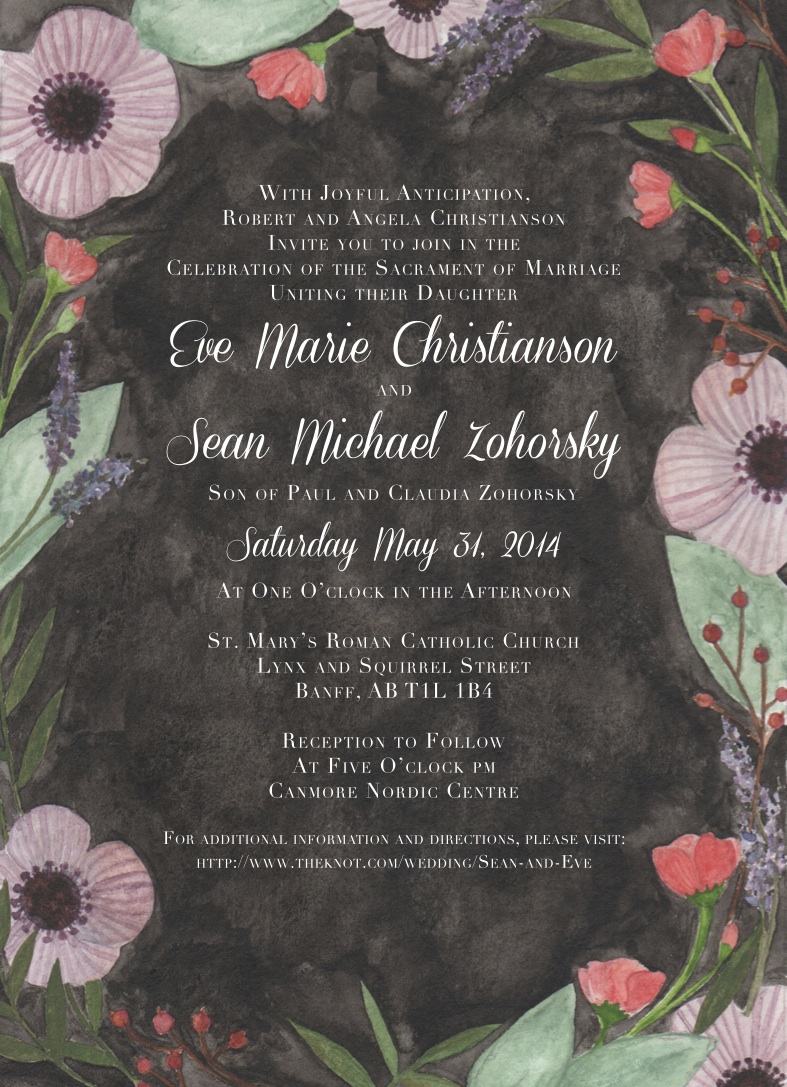 With Joyful Anticipation,
Robert and Angela Christianson
Invite you to join in the
Celebration of the Sacrament of Marriage
Uniting their Daughter
Eve Marie Christianson
and
Sean Michael Zohorsky
Son of Paul and Claudia Zohorsky
Saturday May 31, 2014
At One O'clock in the Afternoon
St. Mary's Roman Catholic Church
Lynx and Squirrel Street
Banff, AB T1L 1B4
Reception to Follow
At Five O'clock pm
Canmore Nordic Centre
For additional information and directions, please visit:
http://www.theknot.com/wedding/Sean-and-Eve